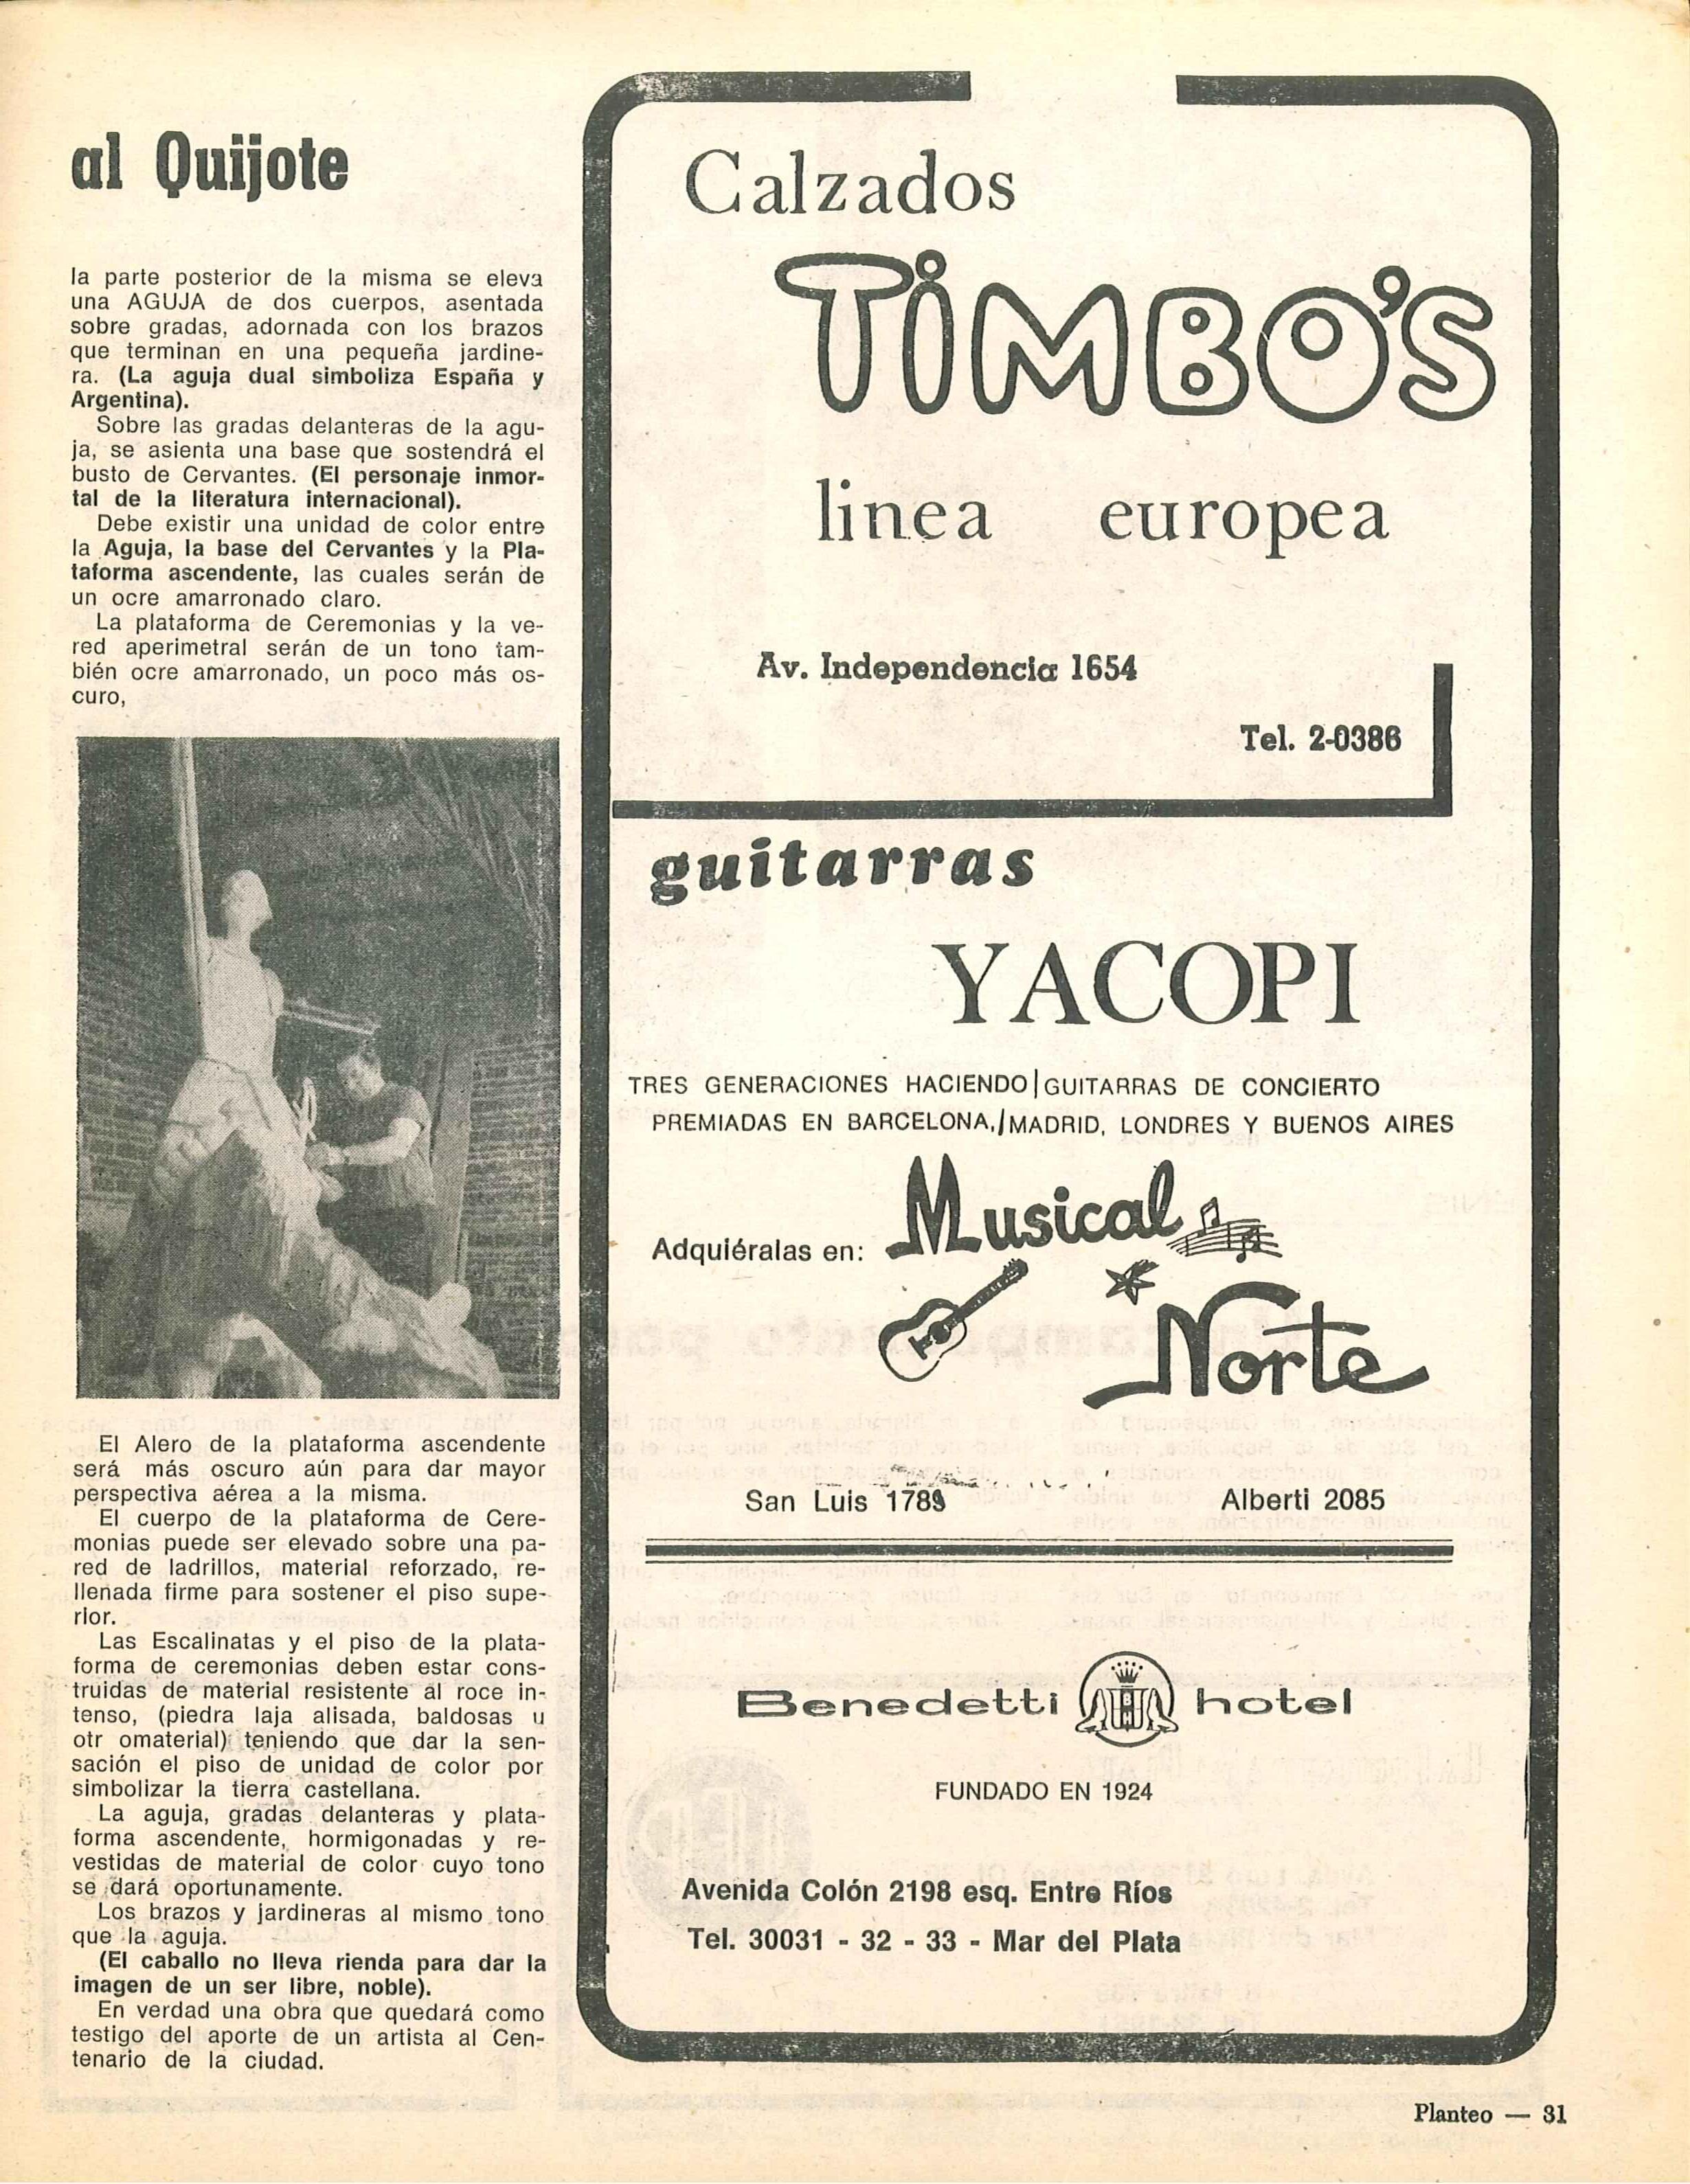 al Quijote
la parte posterior de la misma se eleva
una AGUJA de dos cuerpos, asentada
sobre gradas, adornada con los brazos
que terminan en una pequeña jardine-
ra. (La aguja dual simboliza España y
Argentina).
Sobre las gradas delanteras de la agu-
ja, se asienta una base que sostendrá el
busto de Cervantes. (El personaje inmor-
tal de la literatura internacional).
Debe existir una unidad de color entre
la Aguja, la base del Cervantes y la Pla-
taforma ascendente, las cuales serán de
un ocre amarronado claro.
La plataforma de Ceremonias y la ve-
red aperimetral serán de un tono tam-
bién ocre amarronado, un poco más os-
curo,
El Alero de la plataforma ascendente
será más oscuro aún para dar mayor
perspectiva aérea a la misma.
El cuerpo de la plataforma de Cere-
monias puede ser elevado sobre una pa-
red de ladrillos, material reforzado, re-
llenada firme para sostener el piso supe-
rior.
Las Escalinatas y el piso de la plata-
forma de ceremonias deben estar cons-
truidas de material resistente al roce in-
tenso, (piedra laja alisada, baldosas u
otr omaterial) teniendo que dar la sen-
sación el piso de unidad de color por
simbolizar la tierra castellana.
La aguja, gradas delanteras y plata-
forma ascendente, hormigonadas y re-
vestidas de material de color cuyo tono
se dará oportunamente.
Los brazos y jardineras al mismo tono
que la aguja.
(El caballo no lleva rienda para dar la
imagen de un ser libre, noble).
En verdad una obra que quedará como
testigo del aporte de un artista al Cen-
tenario de la ciudad.
Calzados
TIMBO'S
linea europea
Av. Independencia 1654
Tel. 2-0386
guitarras
YACOPI
TRES GENERACIONES HACIENDO GUITARRAS DE CONCIERTO
PREMIADAS EN BARCELONA, MADRID, LONDRES Y BUENOS AIRES
Adquiéralas en: Musical
Norte
San Luis 1789 Alberti 2085
Benedetti hotel
FUNDADO EN 1924
Avenida Colón 2198 esq. Entre Ríos
Tel. 30031 - 32 - 33 - Mar del Plata
Planteo — 31